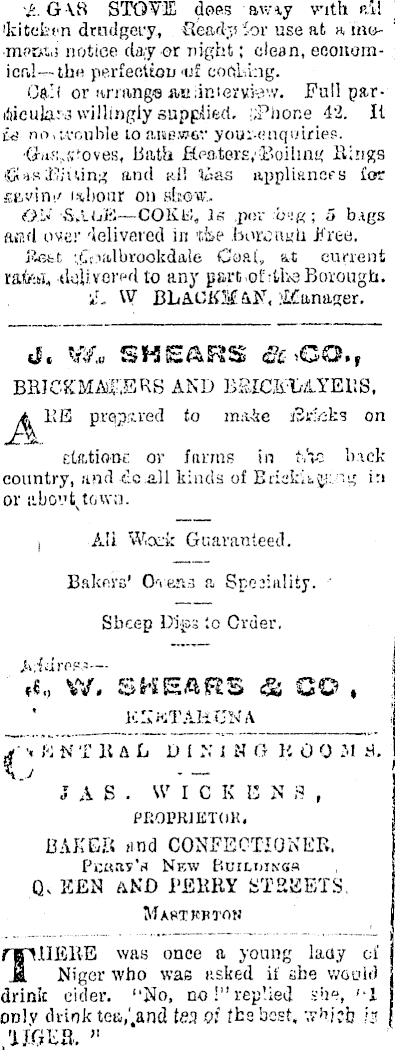 A GAS STOVE does away with all
kitchen drudgery, Ready for use at a mo-
ments notice day or night; clean, econom-
ical—the perfection of cooking.
Call or arrange an interview. Full par-
ticulars willingly supplied. 'Phone 42. It
is no trouble to answer your enquiries.
Gas stoves, Bath Heaters, Boiling Rings
Gas Fitting and all Gas appliances for
saving labour on show.
ON SALE—COKE, 1s per bag; 5 bags
and over delivered in the Borough Free.
Best Coalbrookdale Coal, at current
rates, delivered to any part of the Borough.
W BLACKMAN, Manager.
J. W. SHEARS & CO.,
BRICKMAKERS AND BRICKLAYERS,
ARE prepared to make Bricks on
stations or farms in the back
country, and do all kinds of Bricklaying in
or about town.
All Work Guaranteed.
Bakers' Ovens a Speciality.
Sheep Dips to Order.
Address—
J. W. SHEARS & CO,
EKETAHUNA
CENTRAL DINING ROOMS.
JAS. WICKENS,
PROPRIETOR.
BAKER and CONFECTIONER,
PERRY'S NEW BUILDINGS
QUEEN AND PERRY STREETS,
MASTERTON
THERE was once a young lady of
Niger who was asked if she would
drink cider. "No, no!" replied she, "I
only drink tea, and tea of the best, which is
TIGER."